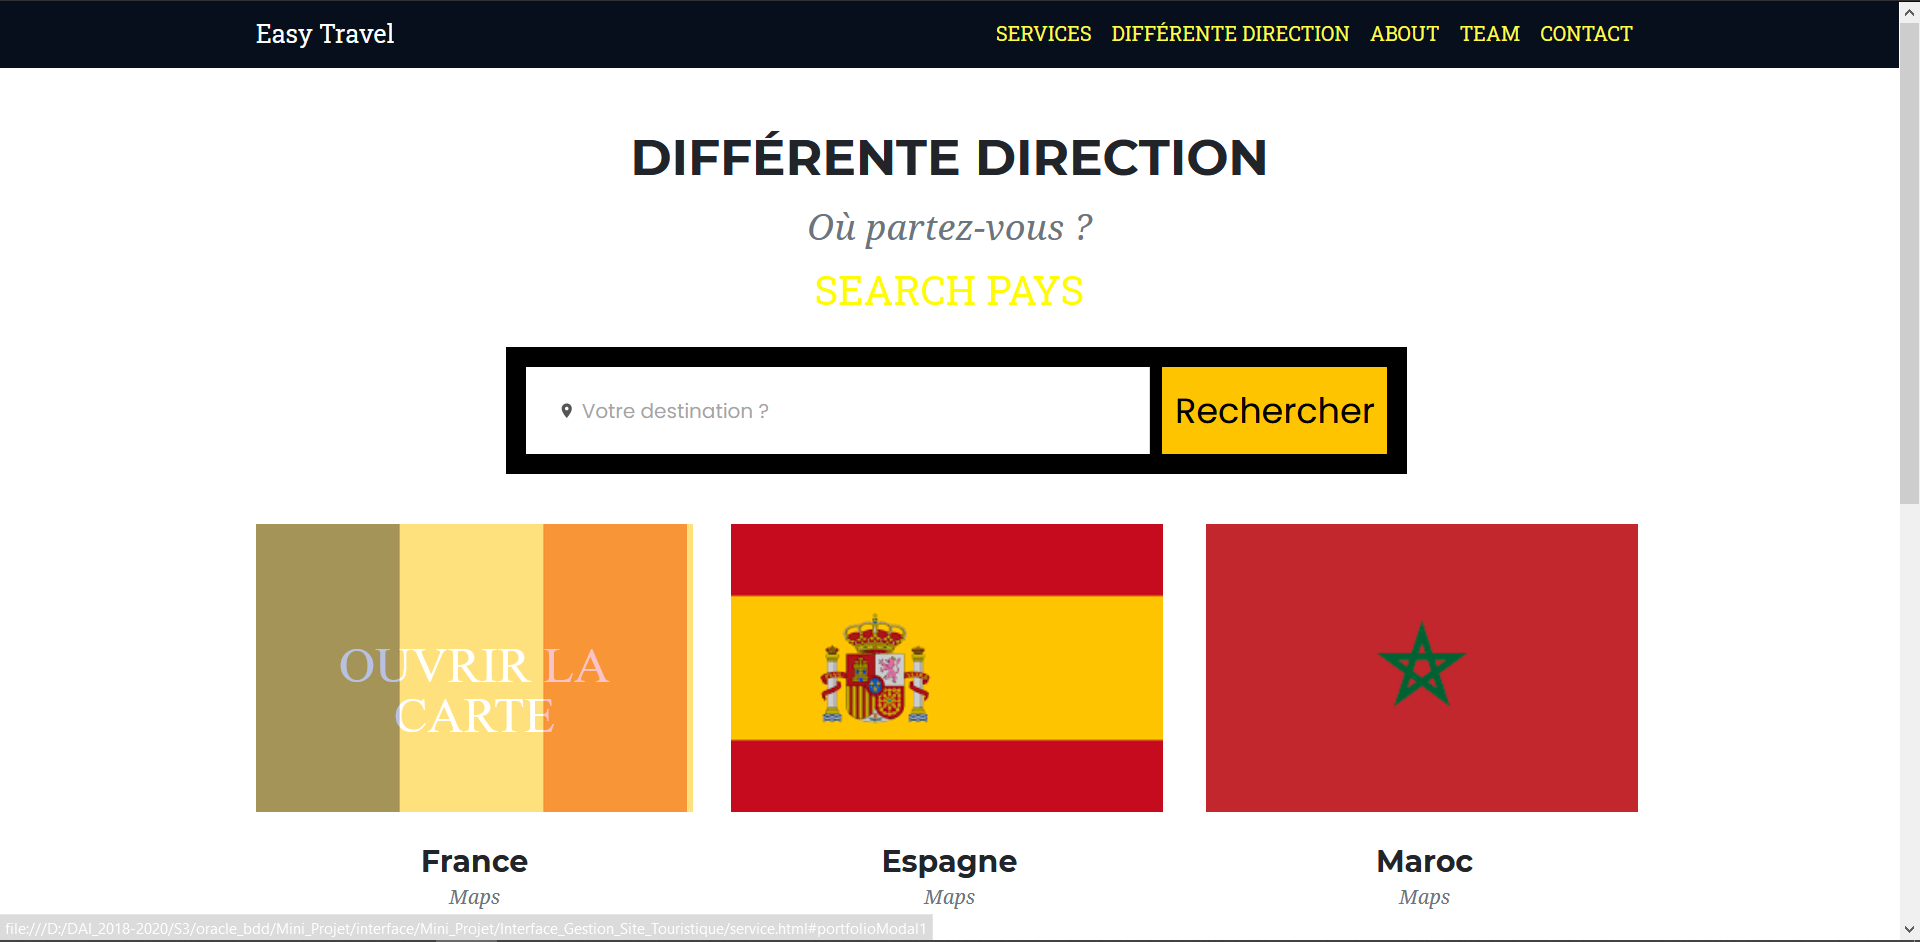 Easy Travel
SERVICES DIFFÉRENTE DIRECTION ABOUT TEAM CONTACT
DIFFÉRENTE DIRECTION
Où partez-vous ?
SEARCH PAYS
Votre destination ?
Rechercher
OUVRIR LA
CARTE
France
Maps
Espagne
Maps
Maroc
Maps
file:///D:/DAI_2018-2020/S3/oracle_bdd/Mini_Projet/interface/Mini_Projet/Interface_Gestion_Site_Touristique/service.html#portfolioModal1